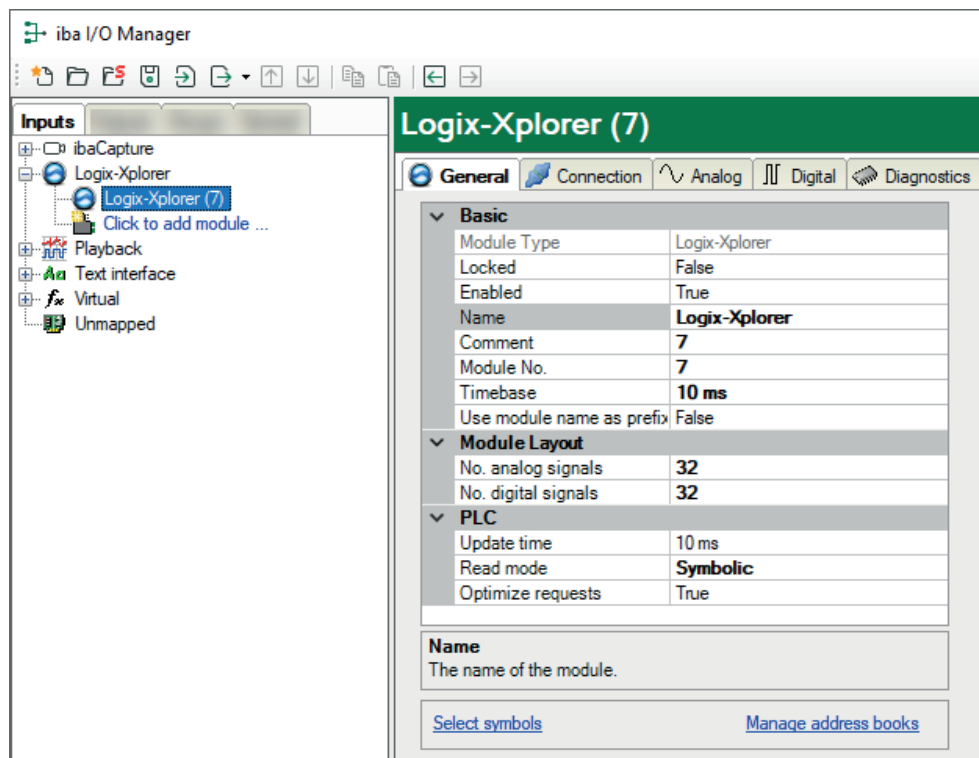 iba I/O Manager
Inputs
ibaCapture
Logix-Xplorer
Logix-Xplorer (7)
Click to add module ...
Playback
Text interface
Virtual
Unmapped
Logix-Xplorer (7)
General Connection Analog Digital Diagnostics
Basic
Module Type Logix-Xplorer
Locked False
Enabled True
Name Logix-Xplorer
Comment 7
Module No. 7
Timebase 10 ms
Use module name as prefix False
Module Layout
No. analog signals 32
No. digital signals 32
PLC
Update time 10 ms
Read mode Symbolic
Optimize requests True
Name
The name of the module.
Select symbols Manage address books